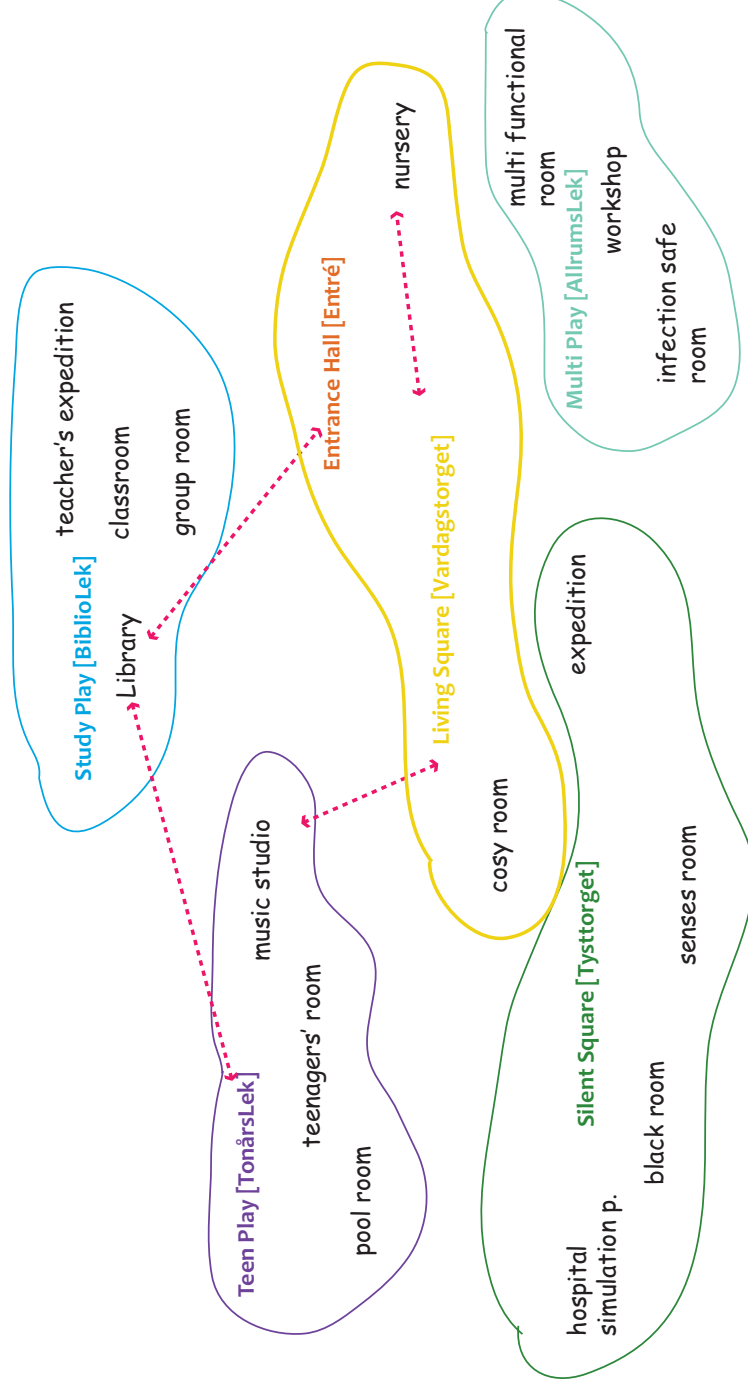 Study Play [BiblioLek]
teacher's expedition
classroom
group room
Library
Teen Play [TonårsLek]
music studio
teenagers' room
pool room
Entrance Hall [Entré]
nursery
Living Square [Vardagstorget]
cosy room
Silent Square [Tysttorget]
expedition
senses room
black room
hospital
simulation p.
multi functional
room
Multi Play [AllrumsLek]
workshop
infection safe
room